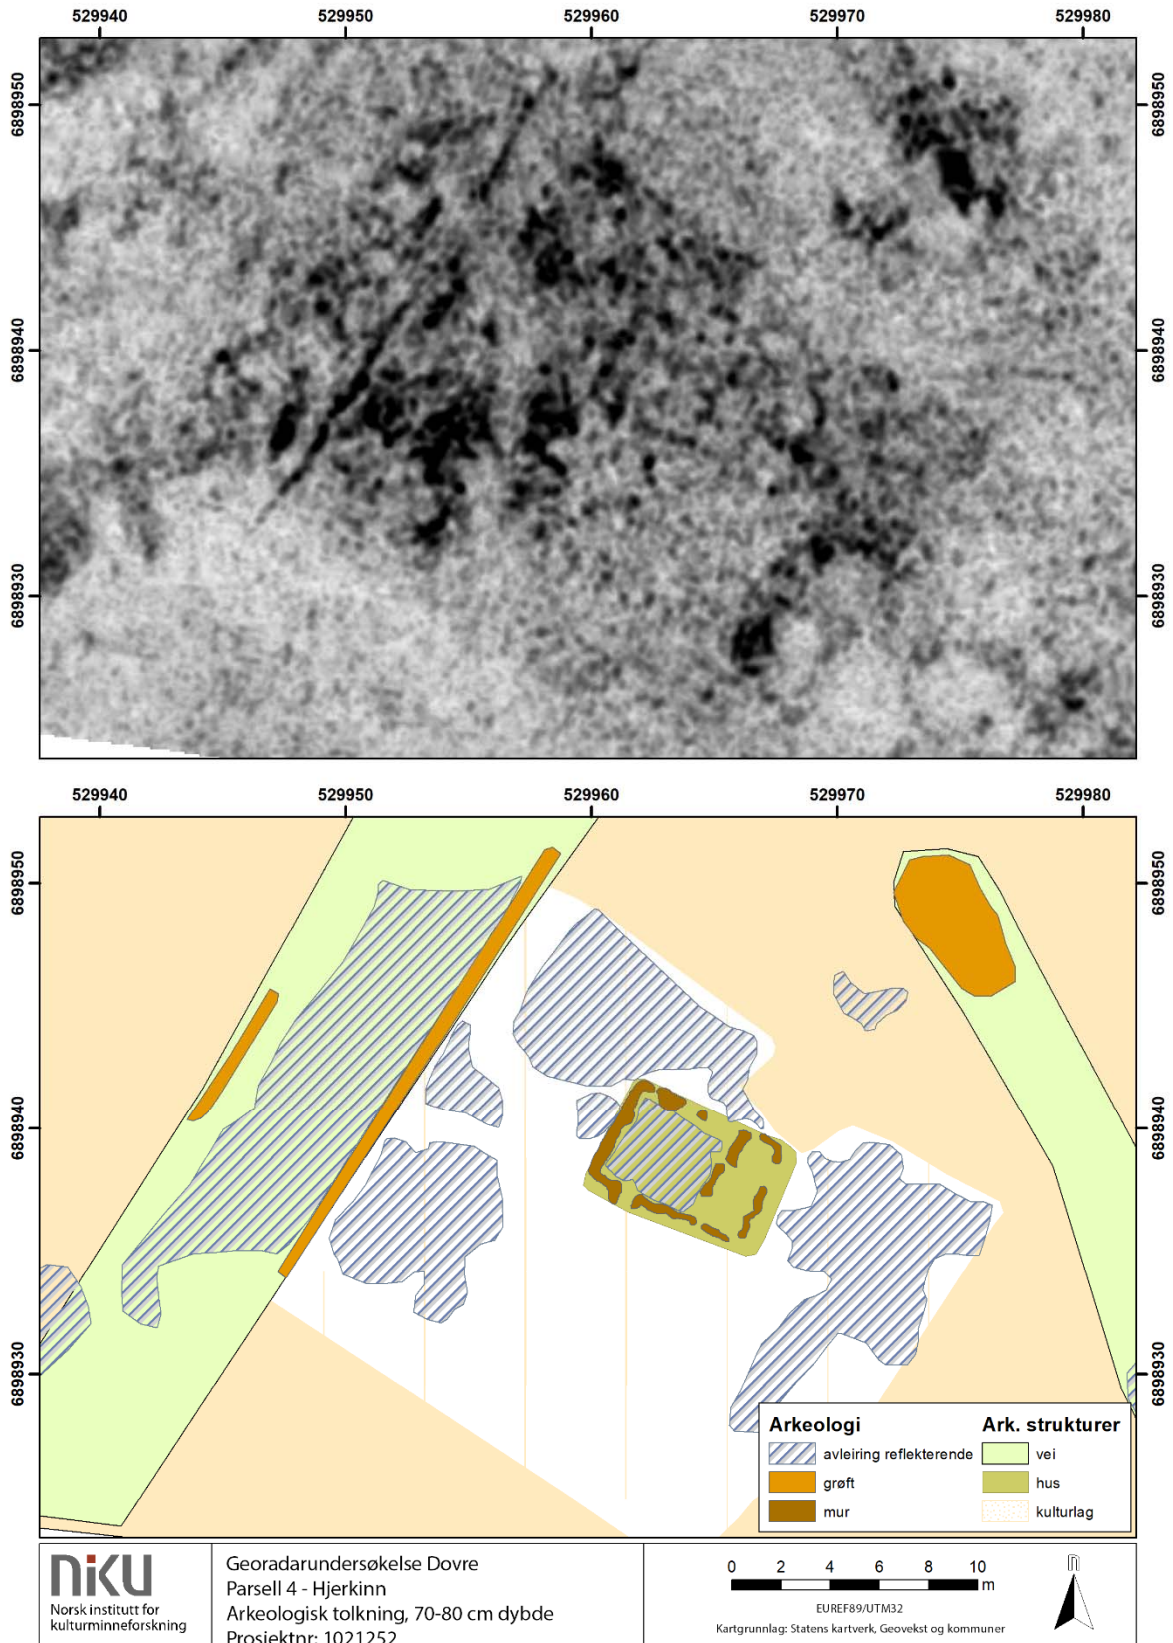 529940 529950 529960 529970 529980
6898950 6898950
6898940 6898940
6898930 6898930
529940 529950 529960 529970 529980
6898950 6898950
6898940 6898940
6898930 6898930
Arkeologi Ark. strukturer
avleiring reflekterende vei
grøft hus
mur kulturlag
niku
Norsk institutt for
kulturminneforskning
Georadarundersøkelse Dovre
Parsell 4 - Hjerkinn
Arkeologisk tolkning, 70-80 cm dybde
Prosjektnr: 1021252
0 2 4 6 8 10
m
EUREF89/UTM32
Kartgrunnlag: Statens kartverk, Geovekst og kommuner
n